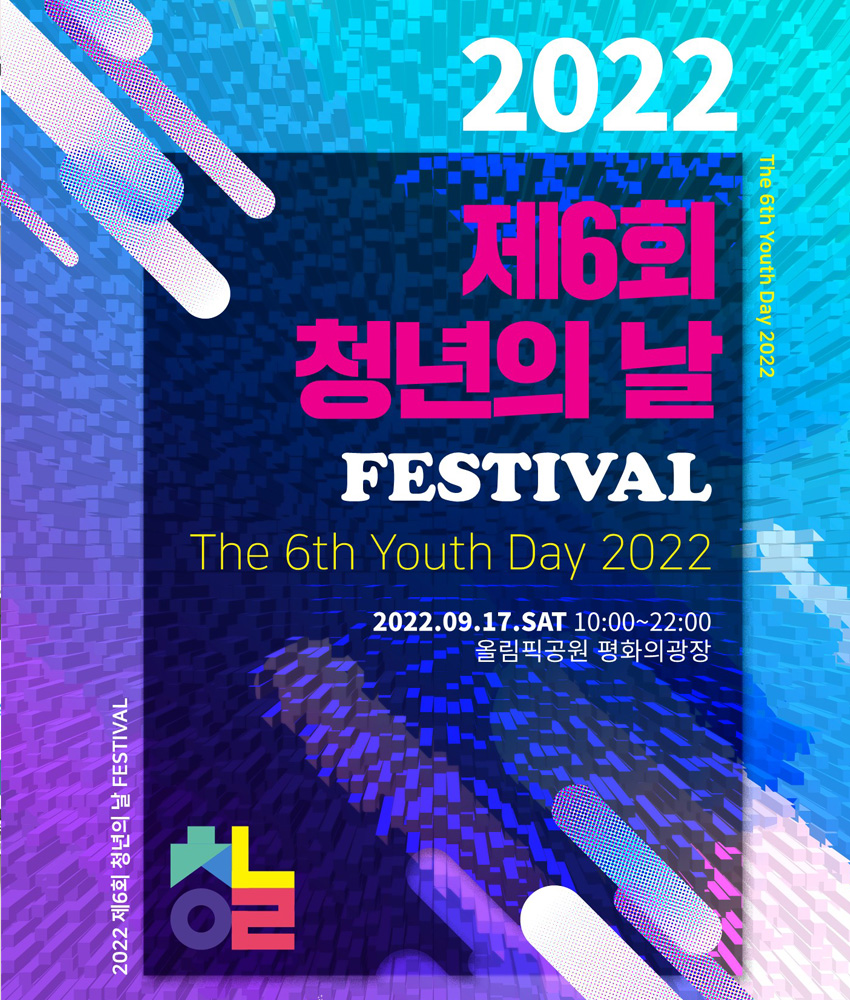 2022
The 6th Youth Day 2022
제6회
청년의 날
FESTIVAL
The 6th Youth Day 2022
2022.09.17.SAT 10:00~22:00
올림픽공원 평화의광장
2022 제6회 청년의 날 FESTIVAL